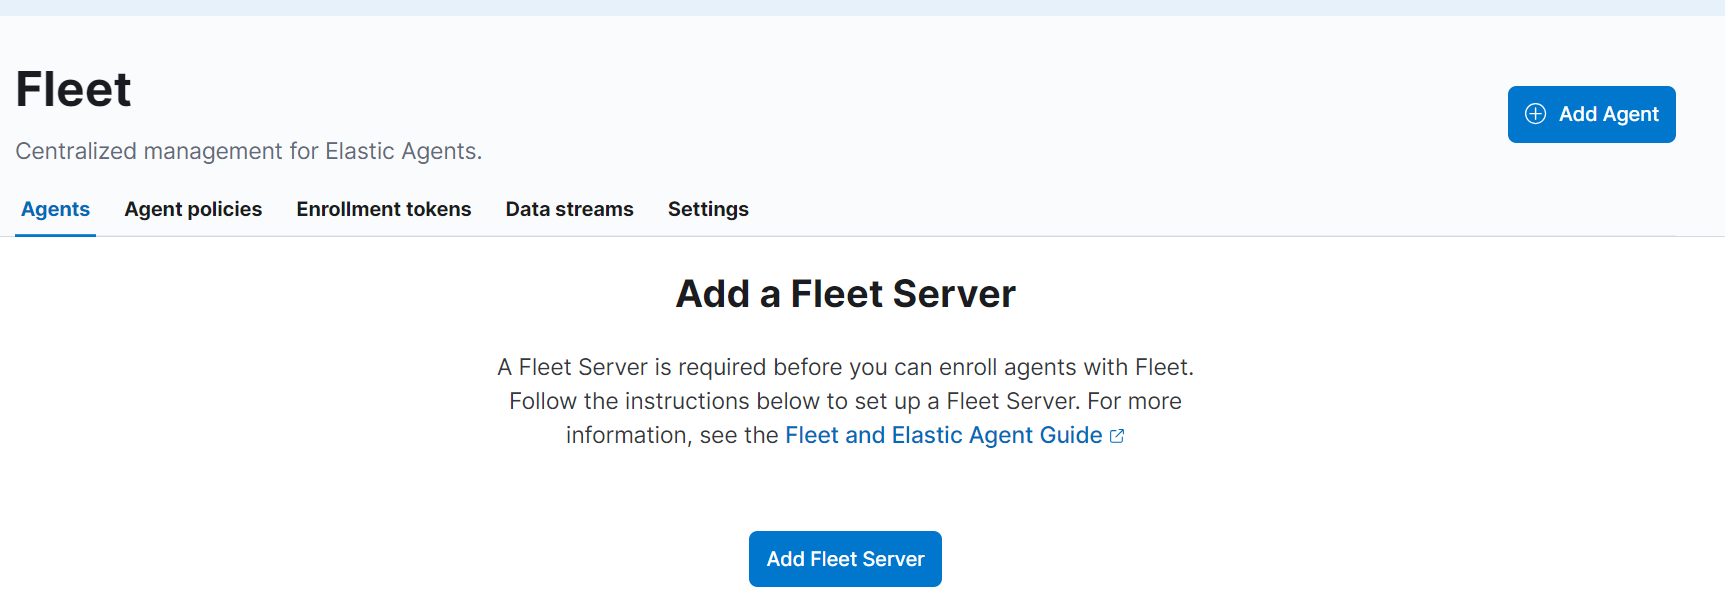 Fleet
Add Agent
Centralized management for Elastic Agents.
Agents Agent policies Enrollment tokens Data streams Settings
Add a Fleet Server
A Fleet Server is required before you can enroll agents with Fleet.
Follow the instructions below to set up a Fleet Server. For more
information, see the Fleet and Elastic Agent Guide
Add Fleet Server